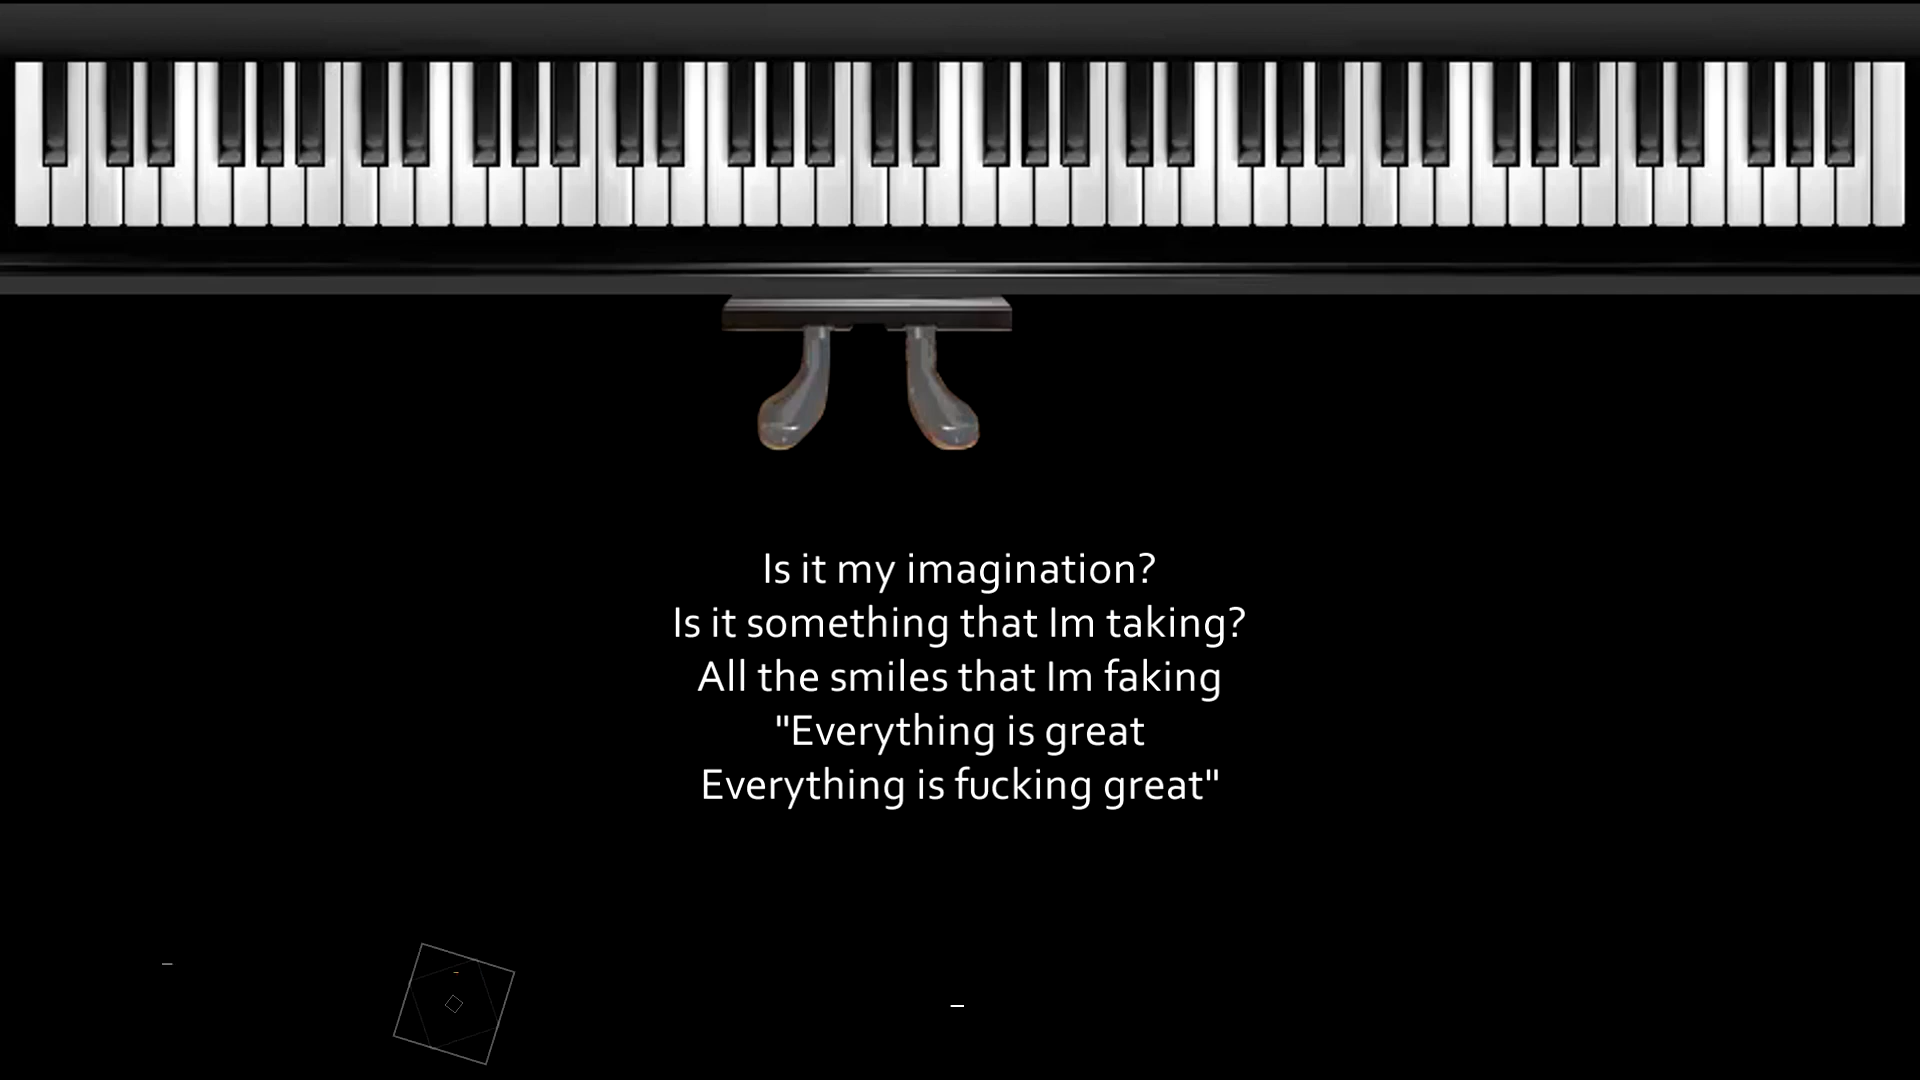 Is it my imagination?
Is it something that Im taking?
All the smiles that Im faking
"Everything is great
Everything is fucking great"